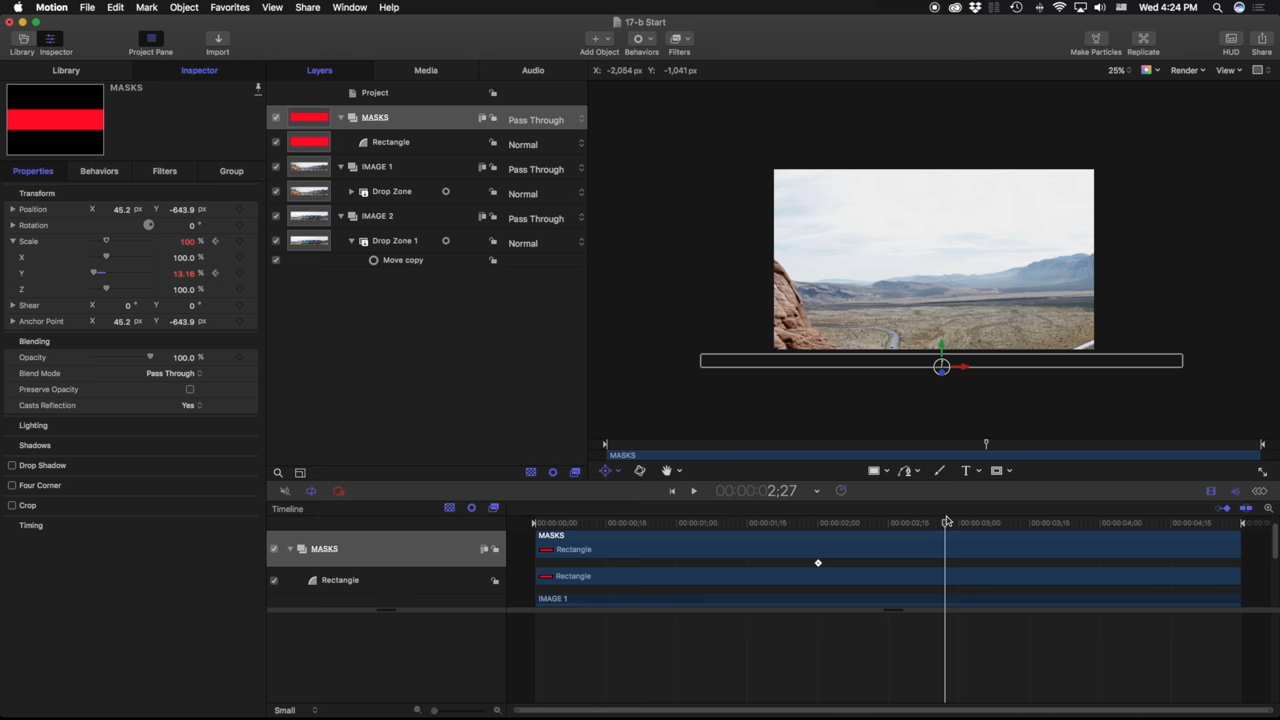 Motion File Edit Mark Object Favorites View Share Window Help Wed 4:24 PM
17-b Start
Library Inspector Project Pane Import Add Object Behaviors Filters Make Particles Replicate HUD Share
Library Inspector Layers Media Audio X: -2,054 px Y: -1,041 px 25% Render View
MASKS
Project
MASKS Pass Through
Rectangle Normal
IMAGE 1 Pass Through
Drop Zone Normal
IMAGE 2 Pass Through
Drop Zone 1 Normal
Move copy
Properties Behaviors Filters Group
Transform
Position X 45.2 px Y -643.9 px
Rotation 0 °
Scale 100 %
X 100.0 %
Y 13.16 %
Z 100.0 %
Shear X 0 ° Y 0 °
Anchor Point X 45.2 px Y -643.9 px
Blending
Opacity 100.0 %
Blend Mode Pass Through
Preserve Opacity
Casts Reflection Yes
Lighting
Shadows
Drop Shadow
Four Corner
Crop
Timing
MASKS
00:00:00:02;27
Timeline
00:00:00;00 00:00:00;15 00:00:01;00 00:00:01;15 00:00:02;00 00:00:02;15 00:00:03;00 00:00:03;15 00:00:04;00 00:00:04;15
MASKS
MASKS
Rectangle
Rectangle
Rectangle
IMAGE 1
Small